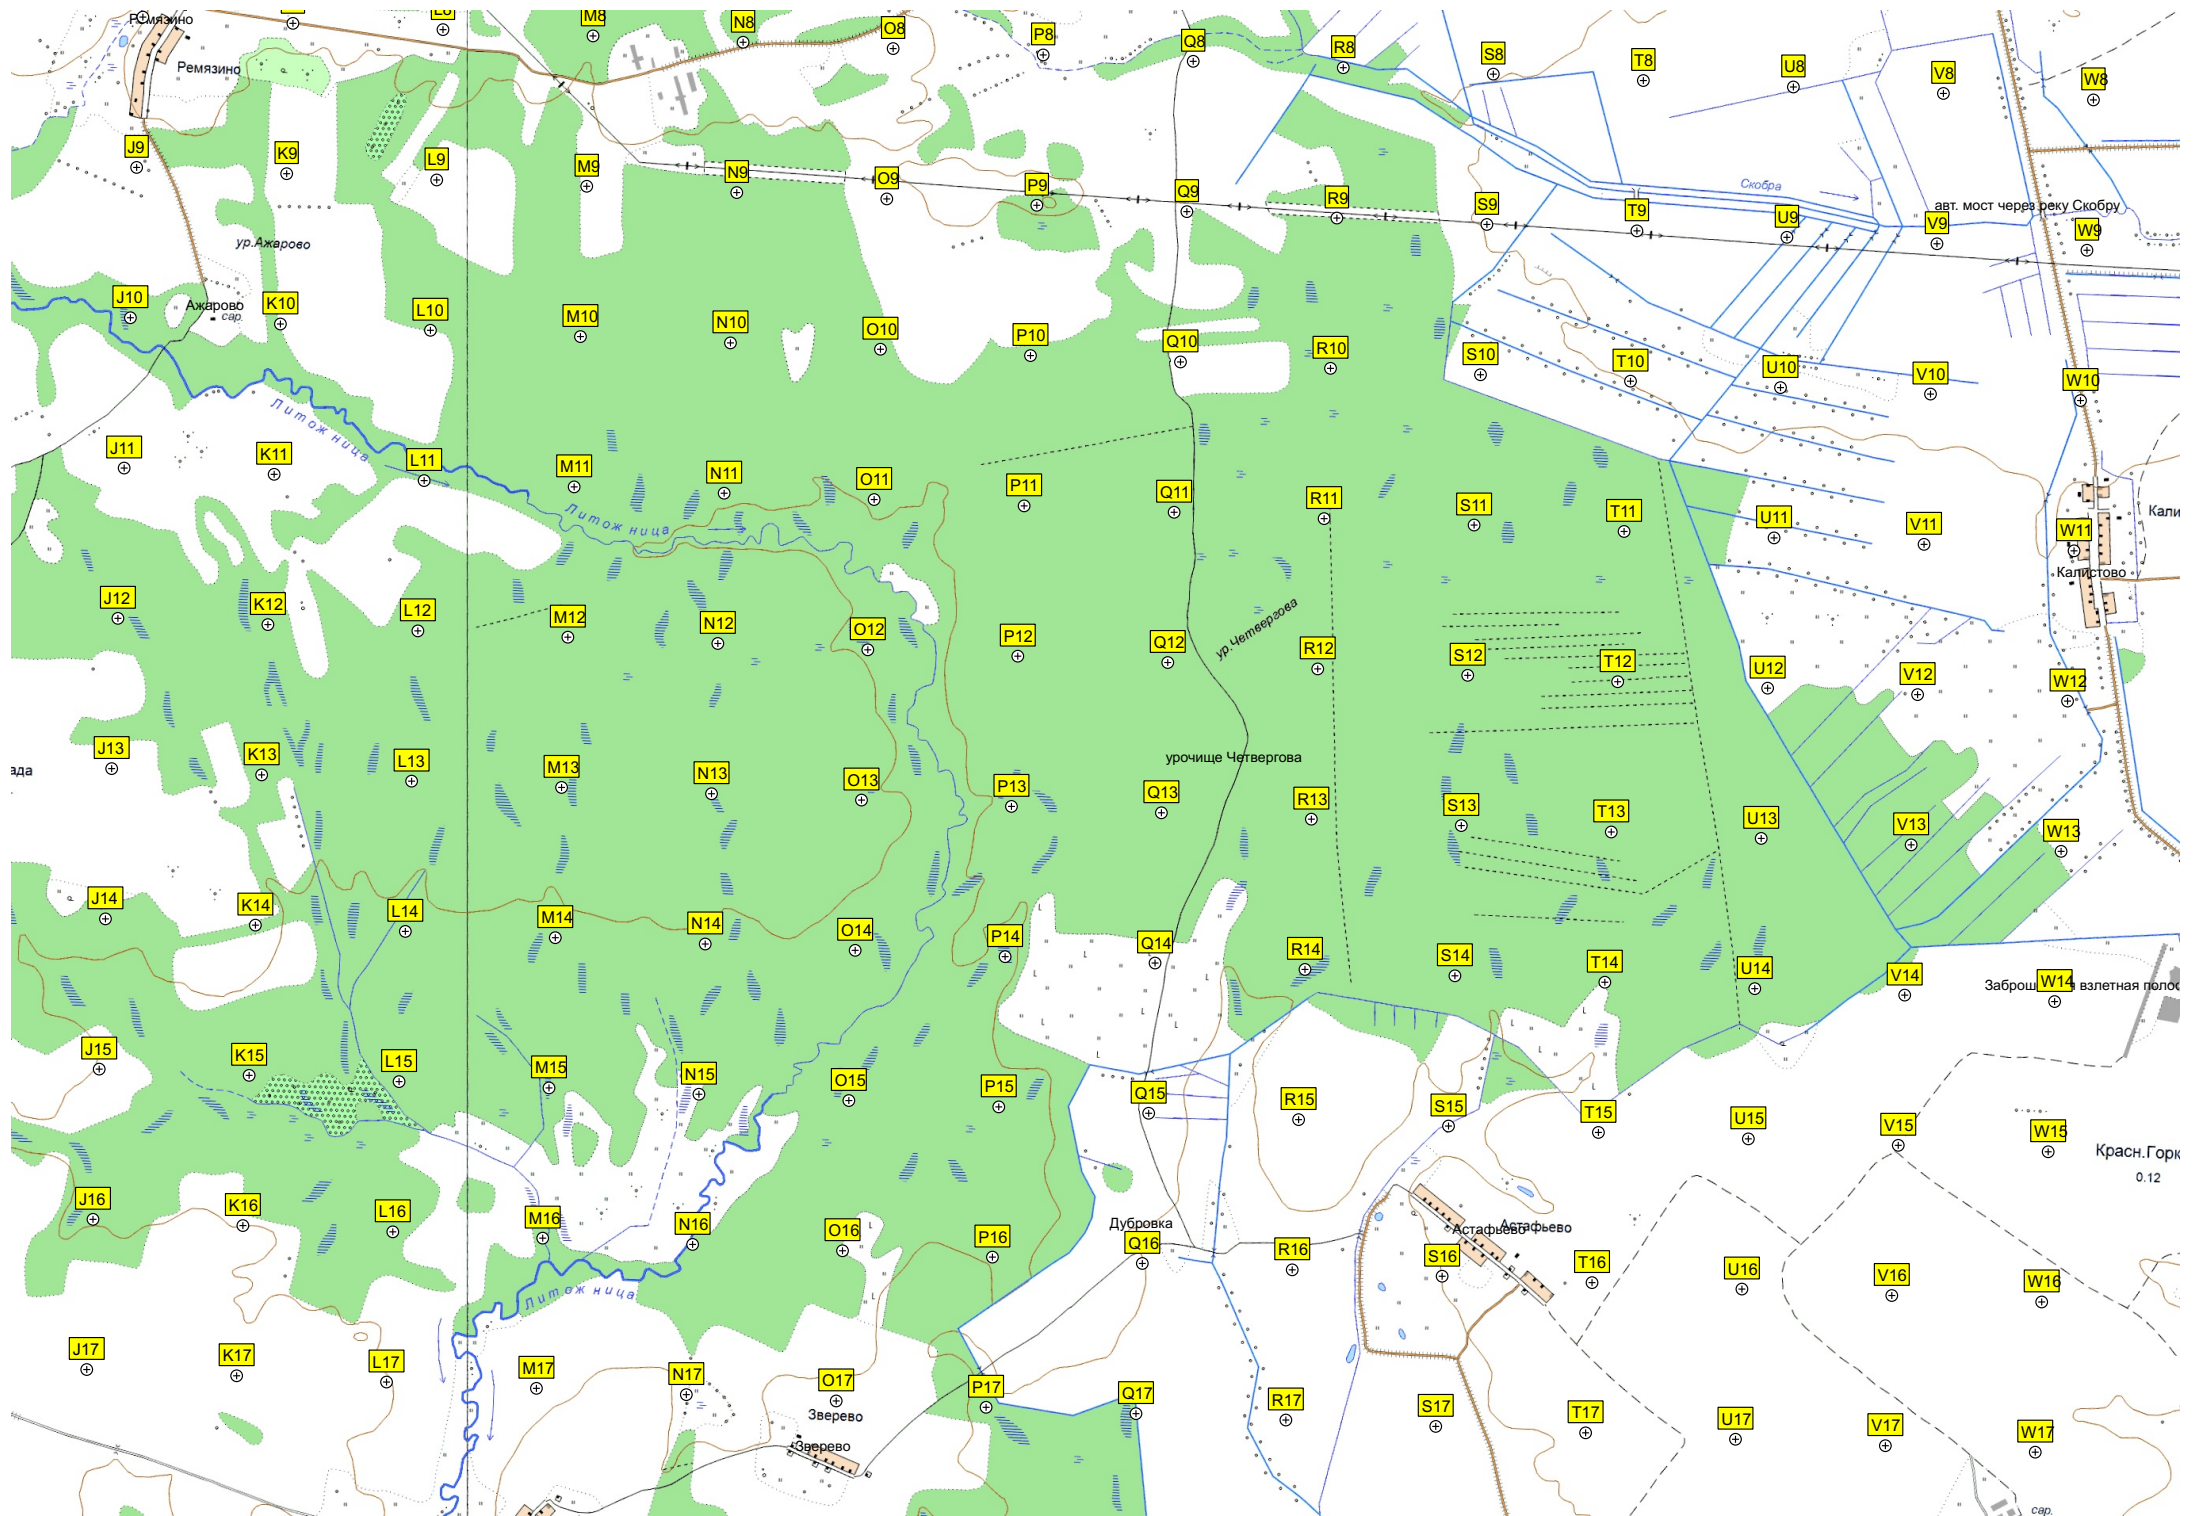 Ремязино
L8
M8
N8
O8
P8
Q8
R8
S8
T8
U8
V8
W8
Ремязино
J9
K9
L9
M9
N9
O9
P9
Q9
R9
S9
T9
U9
V9
W9
Скобра
авт. мост через реку Скобру
ур.Ажарово
J10
K10
L10
M10
N10
O10
P10
Q10
R10
S10
T10
U10
V10
W10
Ажарово
сар.
Литожница
J11
K11
L11
M11
N11
O11
P11
Q11
R11
S11
T11
U11
V11
W11
Кали
Литожница
Калистово
J12
K12
L12
M12
N12
O12
P12
Q12
R12
S12
T12
U12
V12
W12
ур.Четвергова
урочище Четвергова
ада
J13
K13
L13
M13
N13
O13
P13
Q13
R13
S13
T13
U13
V13
W13
J14
K14
L14
M14
N14
O14
P14
Q14
R14
S14
T14
U14
V14
W14
Заброш я взлетная полос
J15
K15
L15
M15
N15
O15
P15
Q15
R15
S15
T15
U15
V15
W15
Красн.Горк
0.12
J16
K16
L16
M16
N16
O16
P16
Q16
R16
S16
T16
U16
V16
W16
Дубровка
Астафьево
Астафьево
Литожница
J17
K17
L17
M17
N17
O17
P17
Q17
R17
S17
T17
U17
V17
W17
Зверево
Зверево
сар.